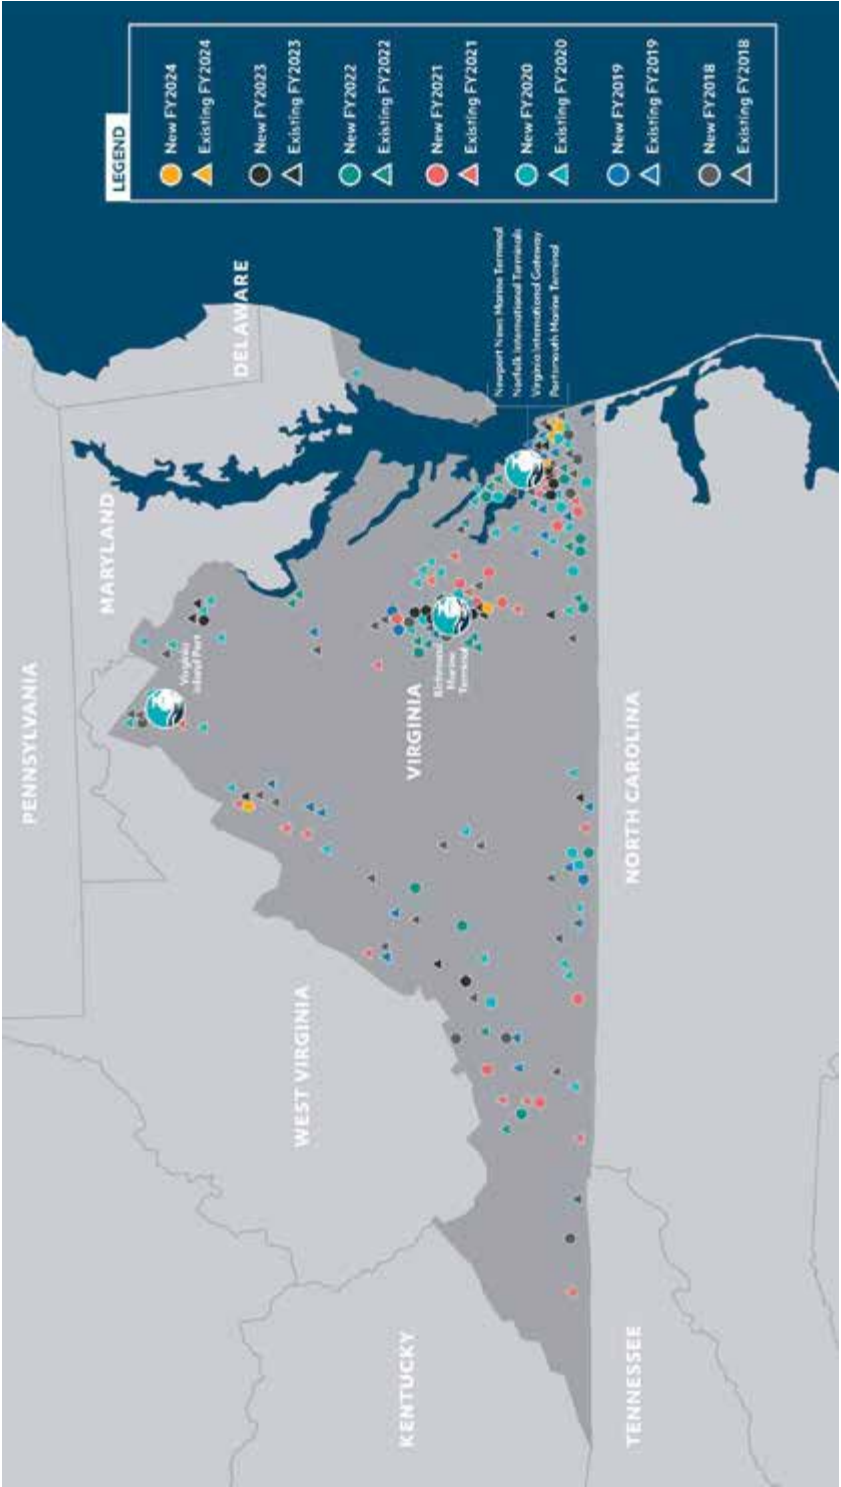 LEGEND
New FY2024
Existing FY2024
New FY2023
Existing FY2023
New FY2022
Existing FY2022
New FY2021
Existing FY2021
New FY2020
Existing FY2020
New FY2019
Existing FY2019
New FY2018
Existing FY2018
PENNSYLVANIA
MARYLAND
DELAWARE
WEST VIRGINIA
VIRGINIA
KENTUCKY
TENNESSEE
NORTH CAROLINA
Virginia
Inland Port
Richmond
Marine
Terminal
Newport News Marine Terminal
Norfolk International Terminals
Virginia International Gateway
Portsmouth Marine Terminal